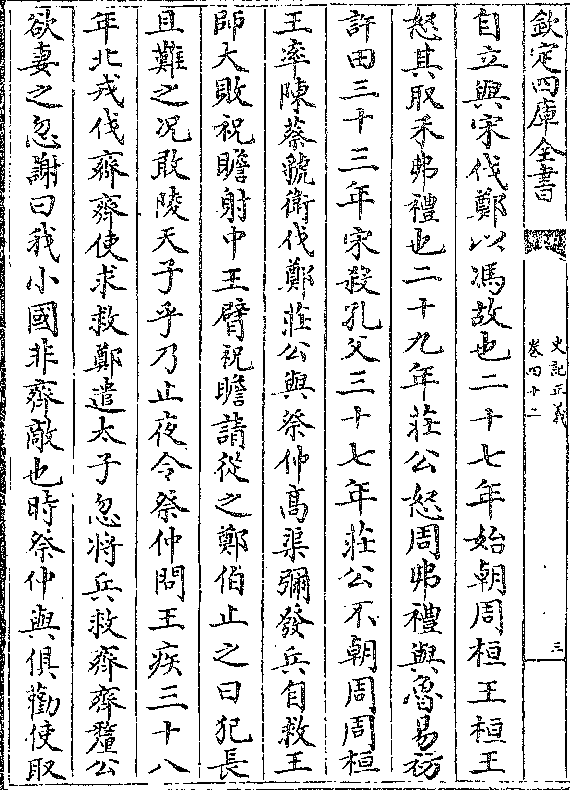 欽定四庫全書
史記正義
卷四十二
三
自立與宋伐鄭以馮故也二十七年始朝周桓王桓王
怒其取禾弗禮也二十九年莊公怒周弗禮與魯易祊
許田三十三年宋殺孔父三十七年莊公不朝周周桓
王率陳蔡虢衛伐鄭莊公與祭仲高渠彌發兵自救王
師大敗祝瞻射中王臂祝瞻請從之鄭伯止之曰犯長
且難之况敢陵天子乎乃止夜令祭仲問王疾三十八
年北戎伐齊齊使求救鄭遣太子忽將兵救齊齊釐公
欲妻之忽謝曰我小國非齊敵也時祭仲與俱勸使取